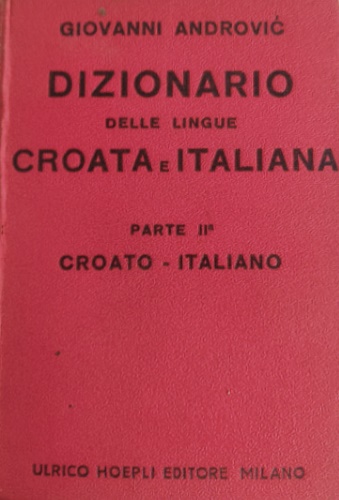 GIOVANNI ANDROVIĆ
DIZIONARIO
DELLE LINGUE
CROATA E ITALIANA
PARTE IIª
CROATO - ITALIANO
ULRICO HOEPLI EDITORE MILANO